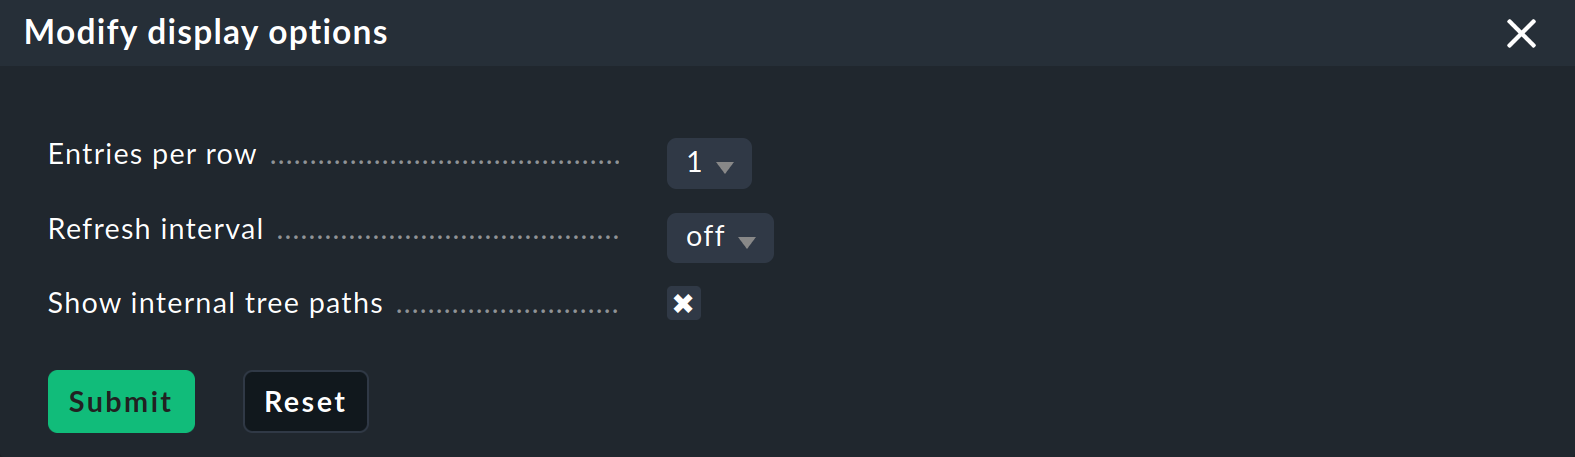 Modify display options
Entries per row 1
Refresh interval off
Show internal tree paths
Submit Reset